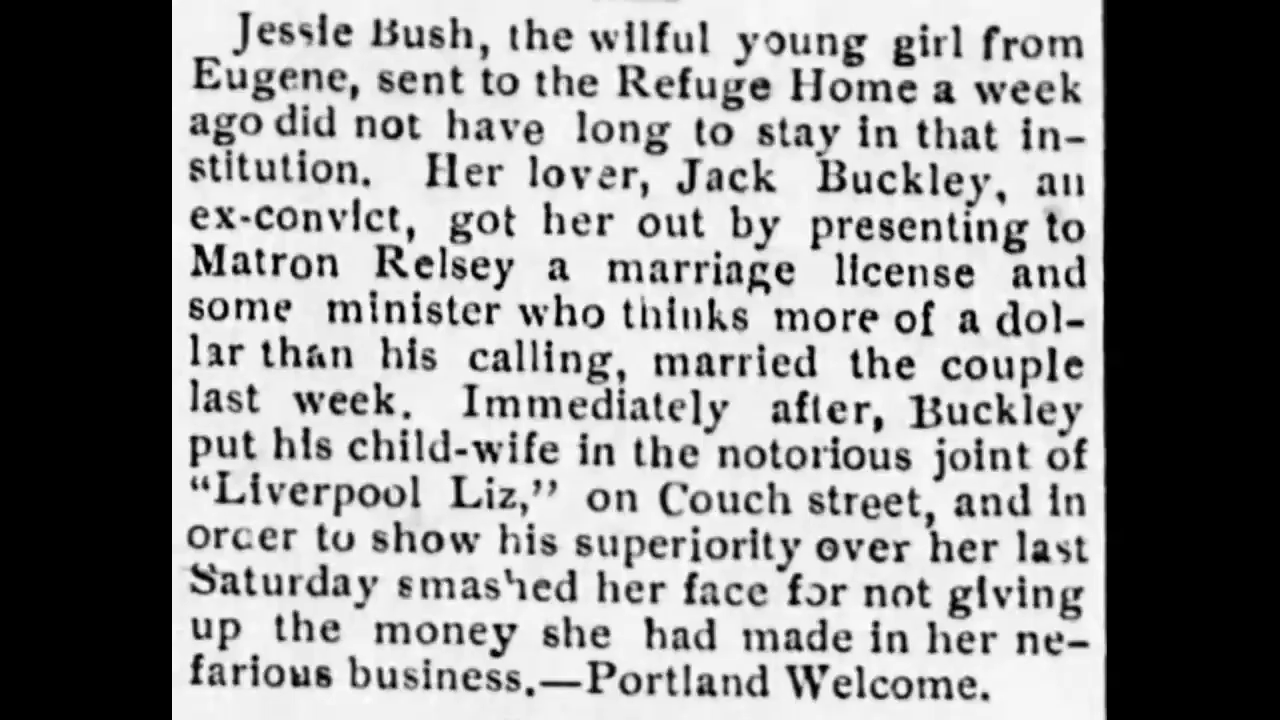 Jessie Bush, the wilful young girl from
Eugene, sent to the Refuge Home a week
ago did not have long to stay in that in-
stitution. Her lover, Jack Buckley, an
ex-convict, got her out by presenting to
Matron Relsey a marriage license and
some minister who thinks more of a dol-
lar than his calling, married the couple
last week. Immediately after, Buckley
put his child-wife in the notorious joint of
“Liverpool Liz,” on Couch street, and in
orcer to show his superiority over her last
Saturday smashed her face for not giving
up the money she had made in her ne-
farious business.—Portland Welcome.